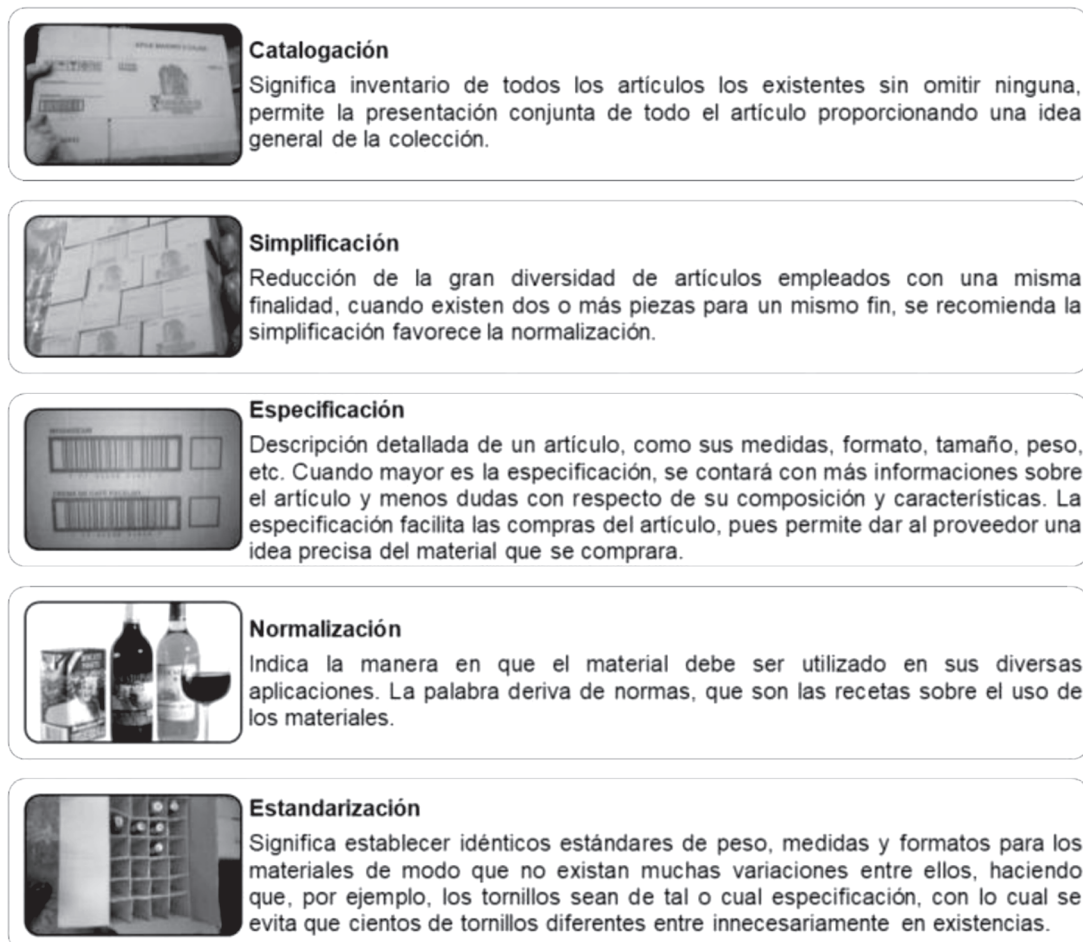 Catalogación
Significa inventario de todos los artículos los existentes sin omitir ninguna,
permite la presentación conjunta de todo el artículo proporcionando una idea
general de la colección.
Simplificación
Reducción de la gran diversidad de artículos empleados con una misma
finalidad, cuando existen dos o más piezas para un mismo fin, se recomienda la
simplificación favorece la normalización.
Especificación
Descripción detallada de un artículo, como sus medidas, formato, tamaño, peso,
etc. Cuando mayor es la especificación, se contará con más informaciones sobre
el artículo y menos dudas con respecto de su composición y características. La
especificación facilita las compras del artículo, pues permite dar al proveedor una
idea precisa del material que se comprara.
Normalización
Indica la manera en que el material debe ser utilizado en sus diversas
aplicaciones. La palabra deriva de normas, que son las recetas sobre el uso de
los materiales.
Estandarización
Significa establecer idénticos estándares de peso, medidas y formatos para los
materiales de modo que no existan muchas variaciones entre ellos, haciendo
que, por ejemplo, los tornillos sean de tal o cual especificación, con lo cual se
evita que cientos de tornillos diferentes entre innecesariamente en existencias.